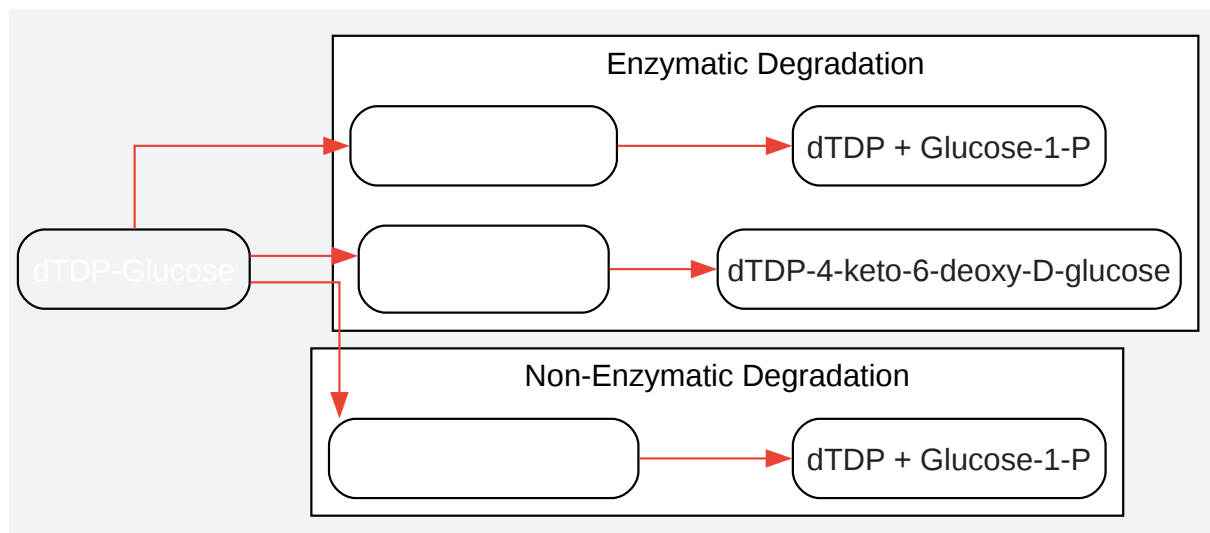 Enzymatic Degradation
dTDP + Glucose-1-P
dTDP-Glucose
dTDP-4-keto-6-deoxy-D-glucose
Non-Enzymatic Degradation
dTDP + Glucose-1-P